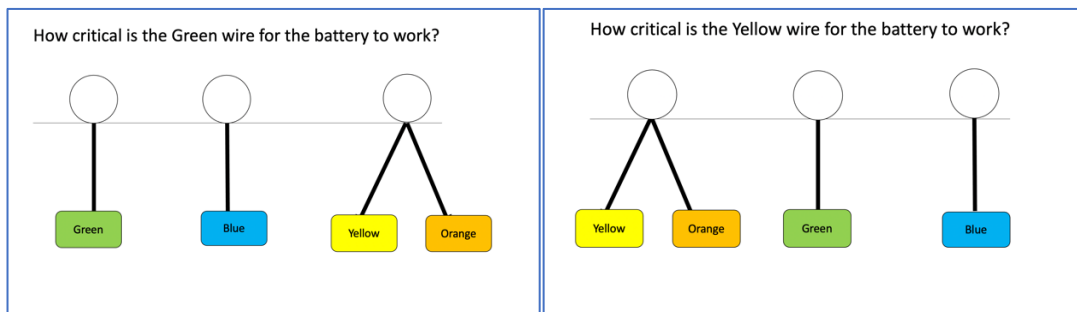 How critical is the Green wire for the battery to work?
Green
Blue
Yellow
Orange
How critical is the Yellow wire for the battery to work?
Yellow
Orange
Green
Blue